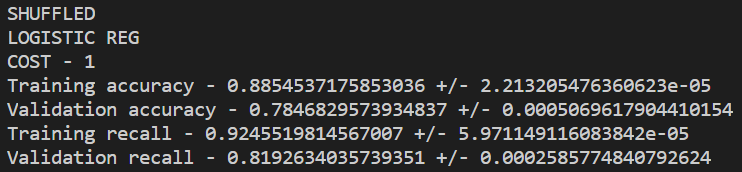 SHUFFLED
LOGISTIC REG
COST - 1
Training accuracy - 0.8854537175853036 +/- 2.213205476360623e-05
Validation accuracy - 0.7846829573934837 +/- 0.0005069617904410154
Training recall - 0.9245519814567007 +/- 5.971149116083842e-05
Validation recall - 0.8192634035739351 +/- 0.0002585774840792624